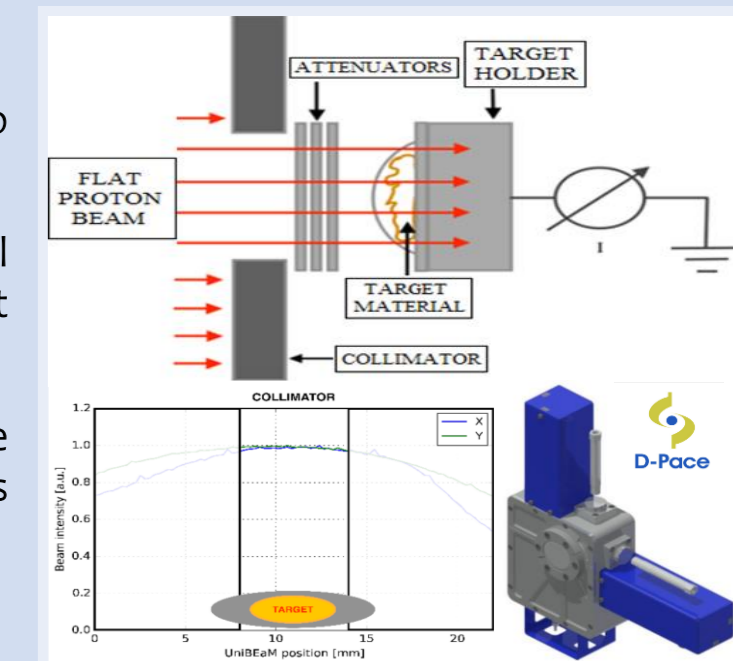 ATTENUATORS
TARGET
HOLDER
FLAT
PROTON
BEAM
I
TARGET
MATERIAL
COLLIMATOR
COLLIMATOR
Beam intensity [a.u.]
1.2
1.0
0.8
0.6
0.4
0.2
0.0
X
Y
TARGET
0
5
10
15
20
UniBEaM position [mm]
D-Pace